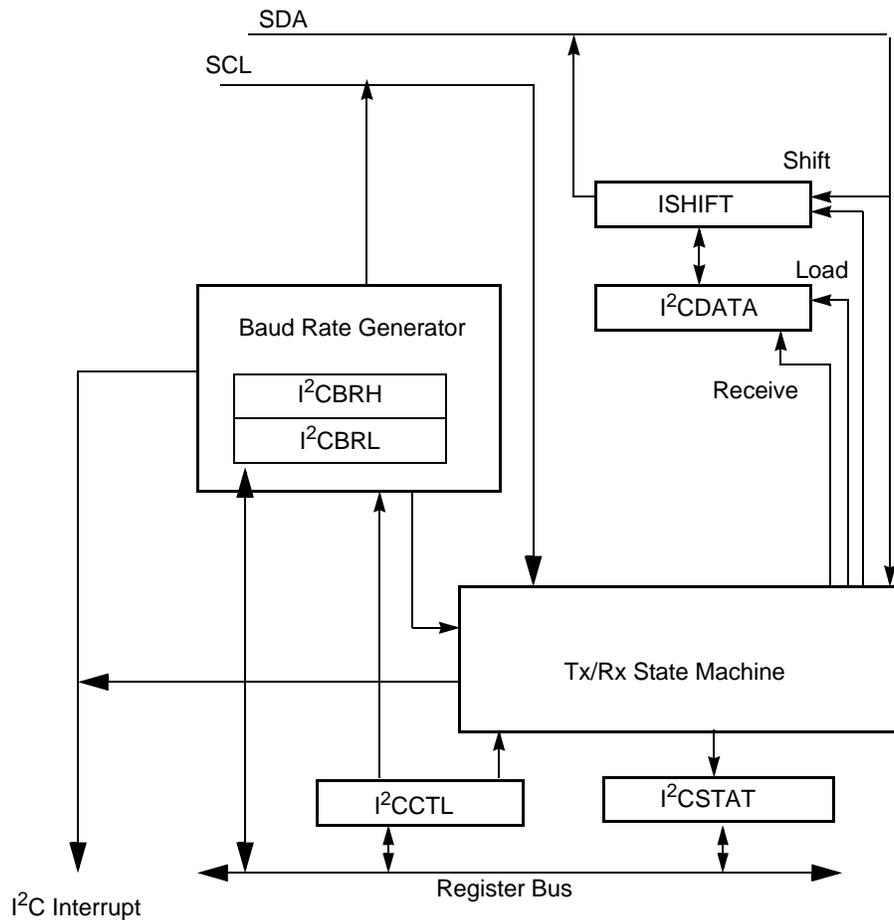 SDA
SCL
Shift
ISHIFT
Load
I²CDATA
Receive
Baud Rate Generator
I²CBRH
I²CBRL
Tx/Rx State Machine
I²CCTL
I²CSTAT
Register Bus
I²C Interrupt